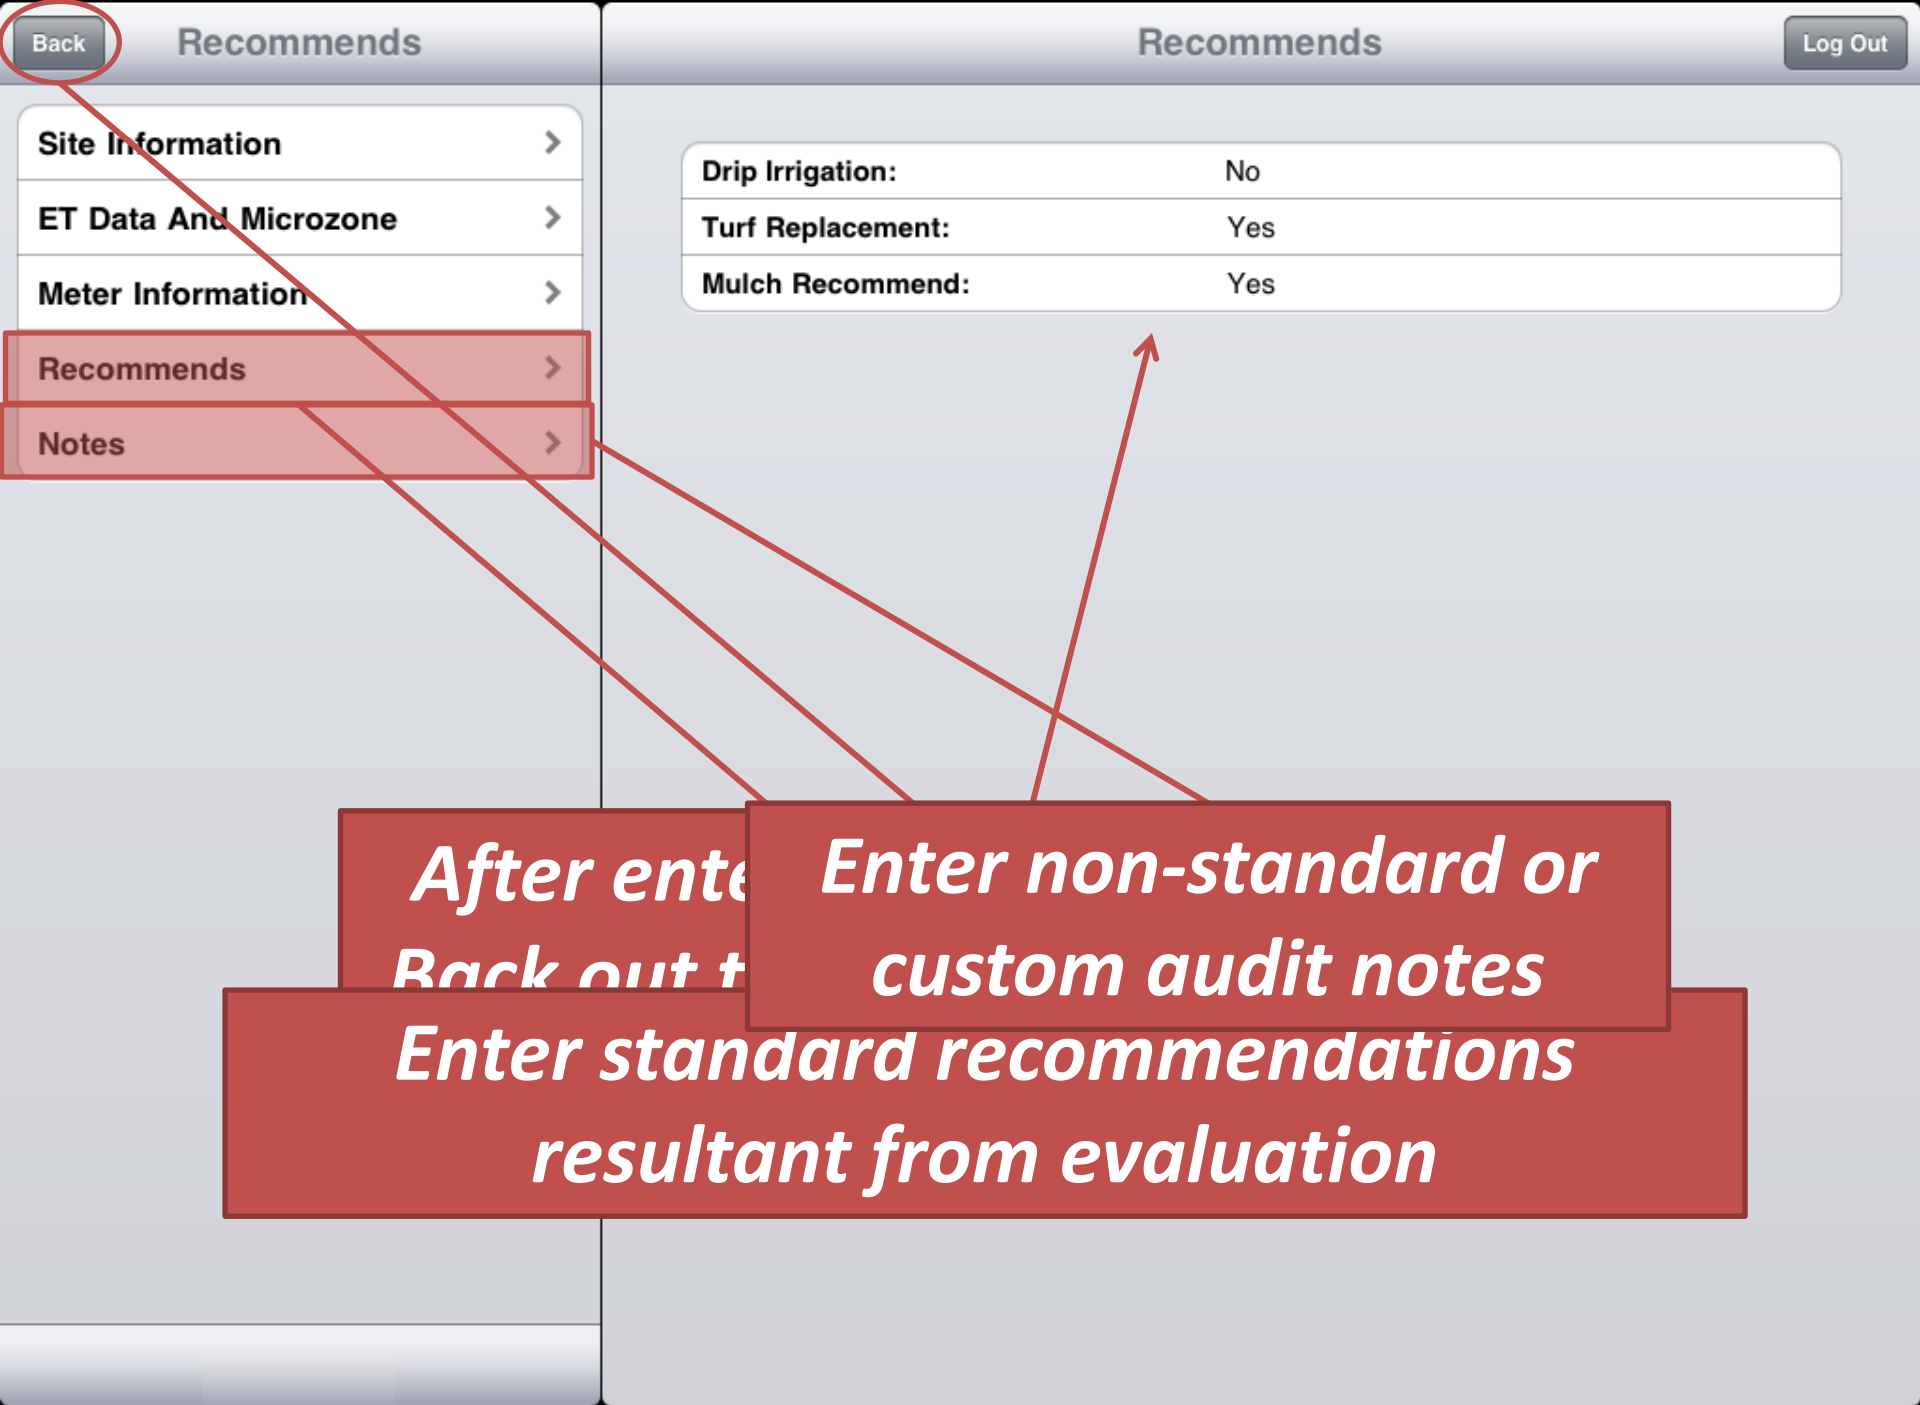 Back
Recommends
Recommends
Log Out
Site Information
ET Data And Microzone
Meter Information
Recommends
Notes
Drip Irrigation: No
Turf Replacement: Yes
Mulch Recommend: Yes
After
Back out
Enter non-standard or
custom audit notes
Enter standard recommendations
resultant from evaluation